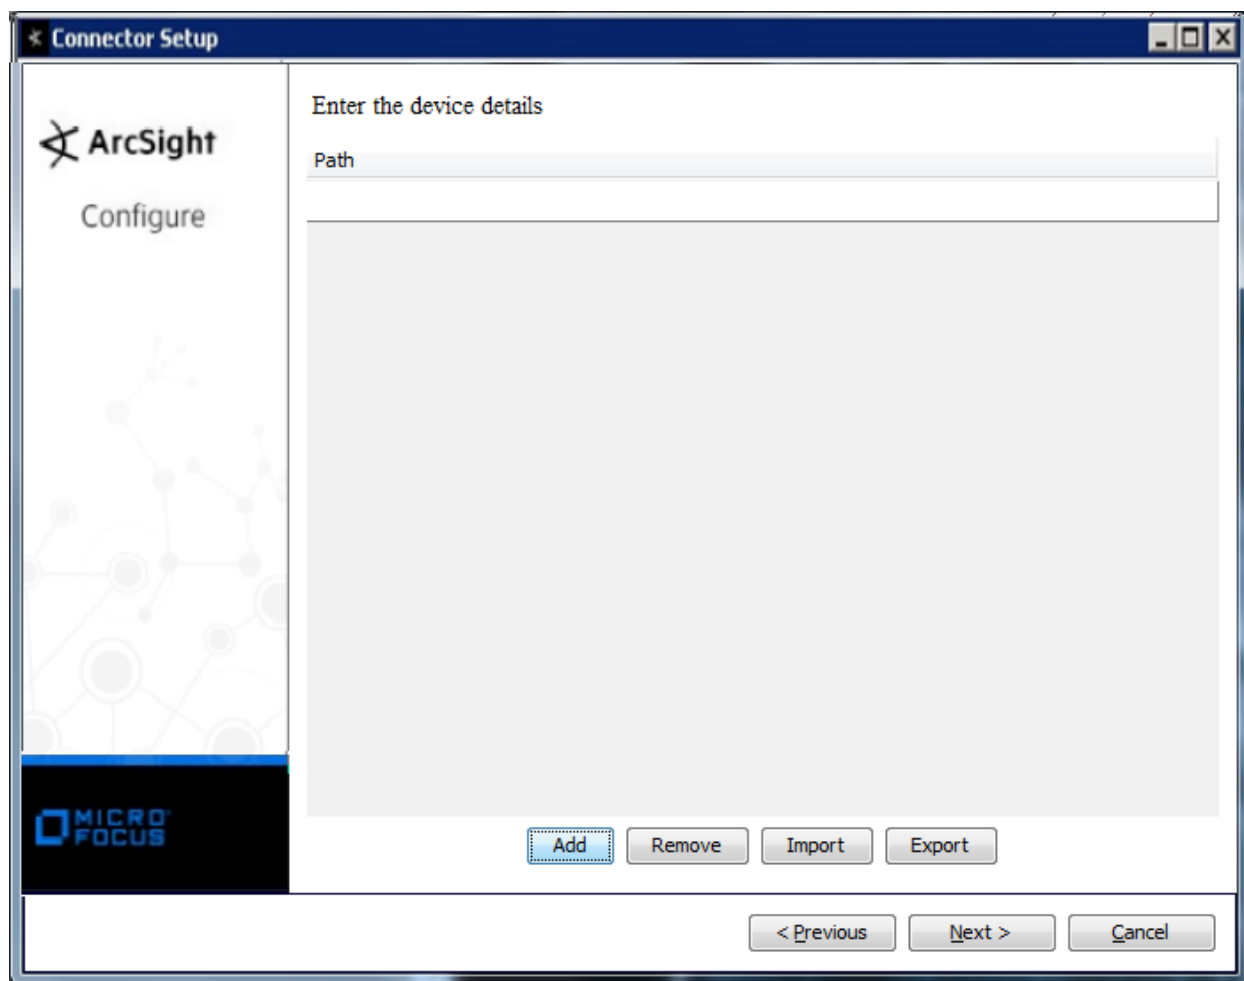 Connector Setup
ArcSight
Configure
Enter the device details
Path
MICRO
FOCUS
Add Remove Import Export
< Previous Next > Cancel